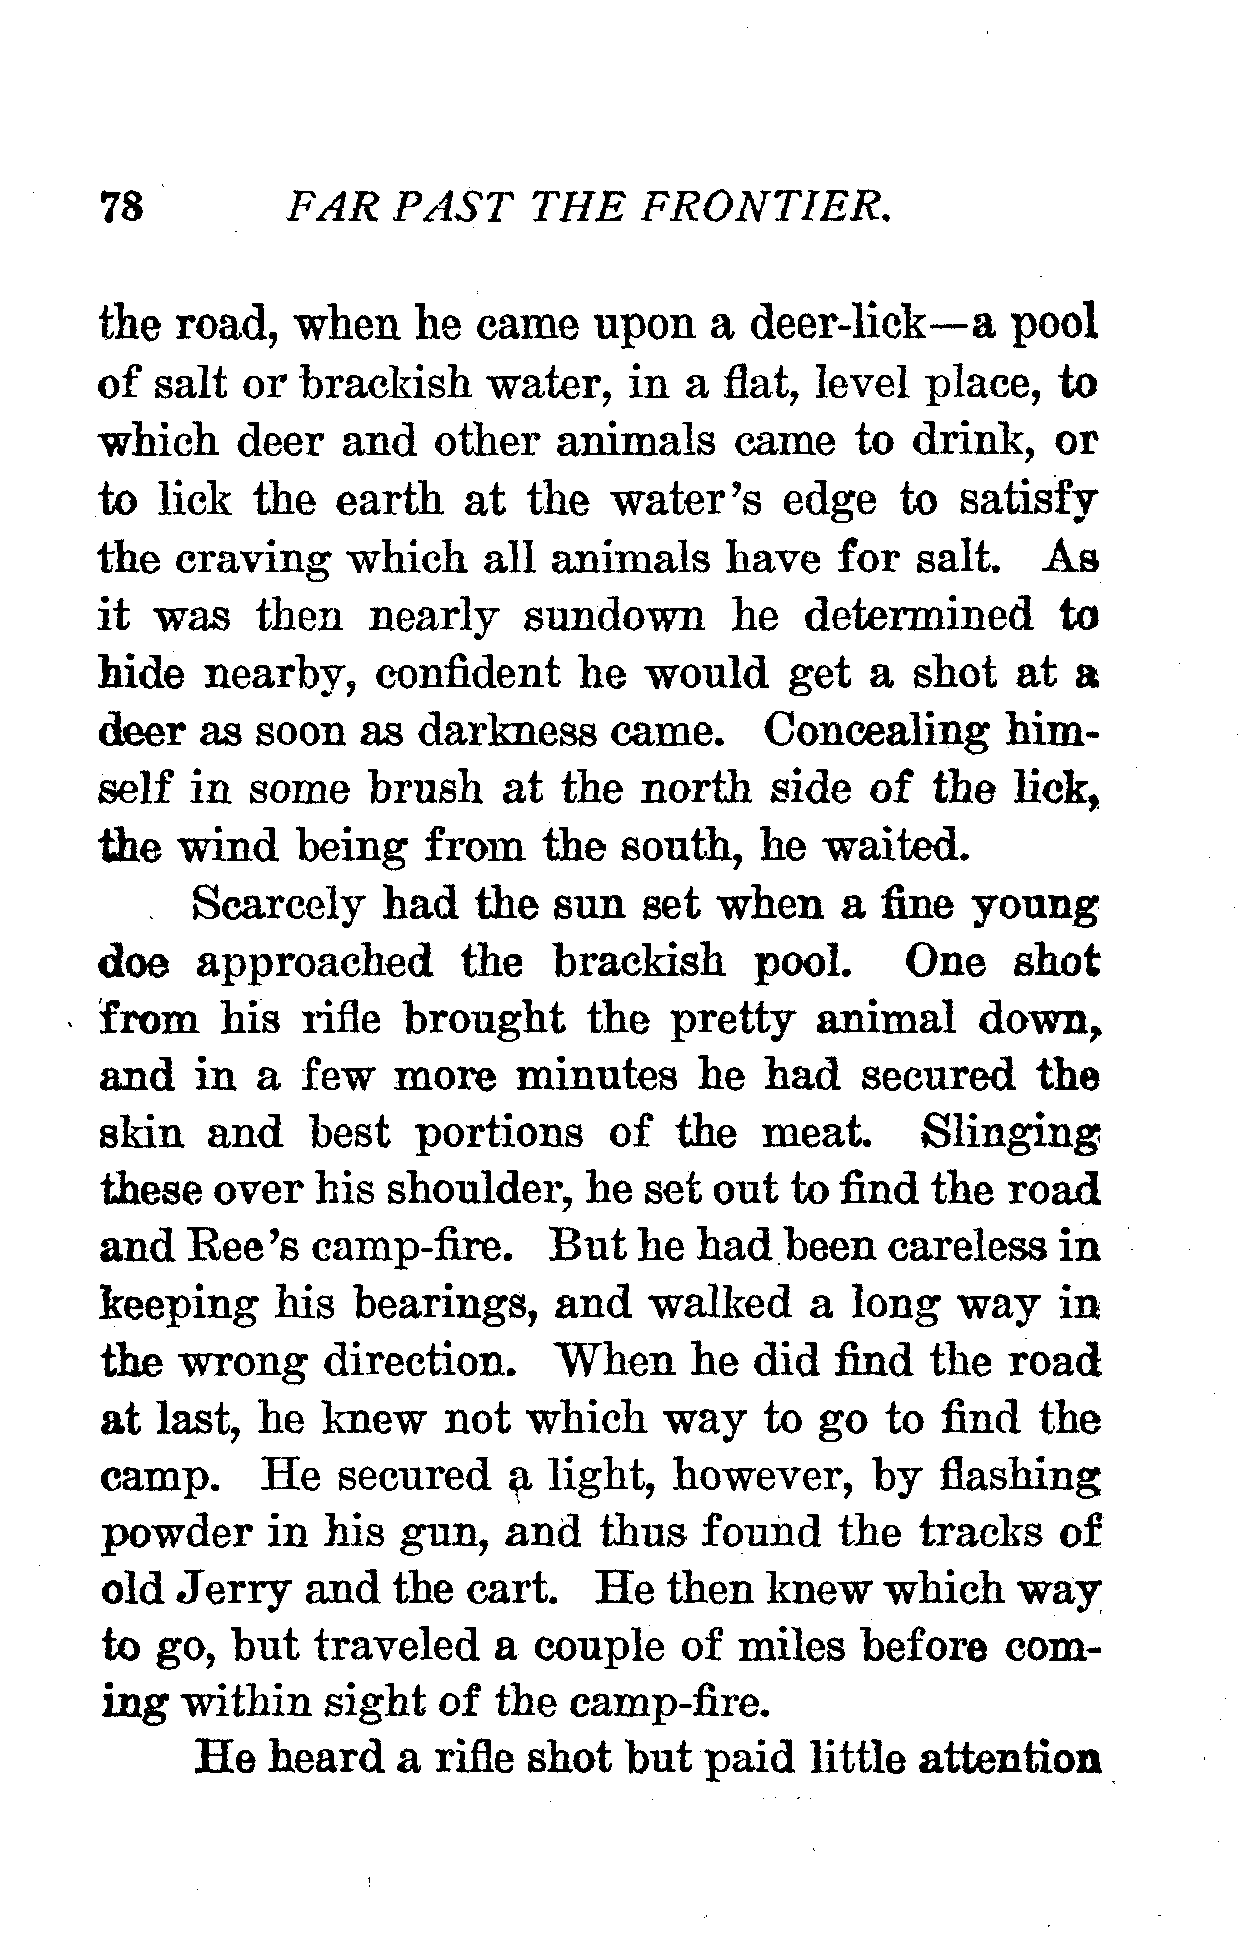 78 FAR PAST THE FRONTIER.
the road, when he came upon a deer-lick—a pool
of salt or brackish water, in a flat, level place, to
which deer and other animals came to drink, or
to lick the earth at the water's edge to satisfy
the craving which all animals have for salt. As
it was then nearly sundown he determined to
hide nearby, confident he would get a shot at a
deer as soon as darkness came. Concealing him-
self in some brush at the north side of the lick,
the wind being from the south, he waited.
Scarcely had the sun set when a fine young
doe approached the brackish pool. One shot
from his rifle brought the pretty animal down,
and in a few more minutes he had secured the
skin and best portions of the meat. Slinging
these over his shoulder, he set out to find the road
and Ree's camp-fire. But he had been careless in
keeping his bearings, and walked a long way in
the wrong direction. When he did find the road
at last, he knew not which way to go to find the
camp. He secured a light, however, by flashing
powder in his gun, and thus found the tracks of
old Jerry and the cart. He then knew which way
to go, but traveled a couple of miles before com-
ing within sight of the camp-fire.
He heard a rifle shot but paid little attention